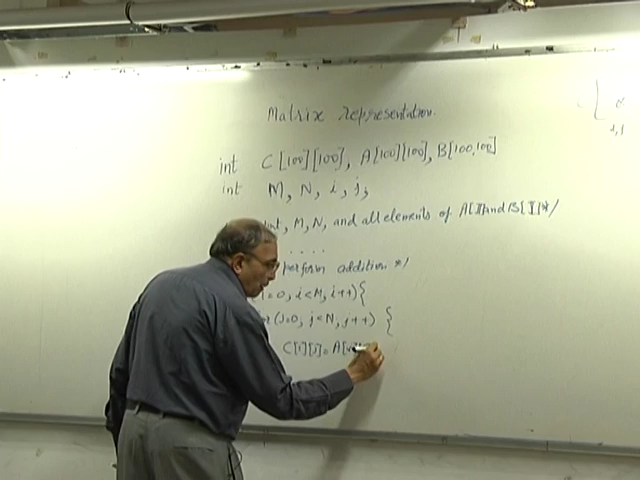 Matrix representation.
int C[100][100], A[100][100], B[100,100]
int M, N, i, j;
M, N, and all elements of A[][] and B[][]*/
....
perform addition */
=0, i<M, i++){
(J=0, j<N, j++) {
C[i][j]= A[